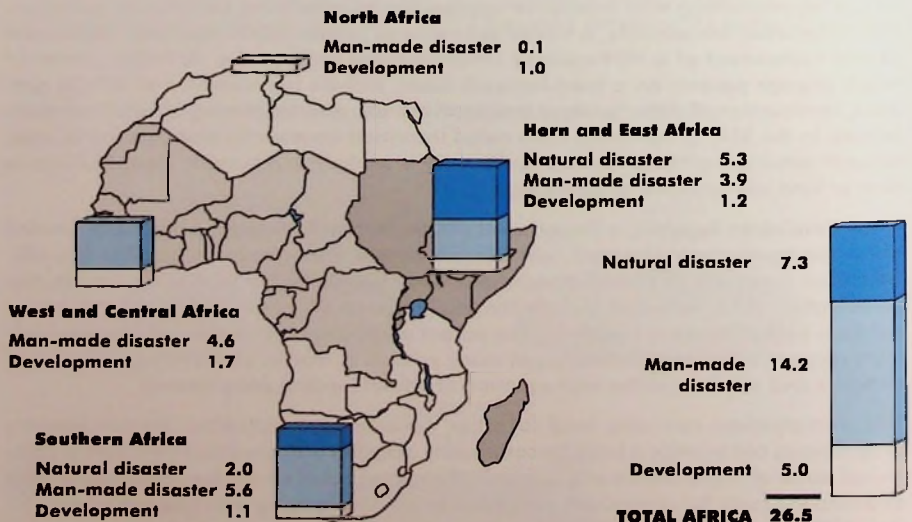 North Africa
Man-made disaster 0.1
Development 1.0
Horn and East Africa
Natural disaster 5.3
Man-made disaster 3.9
Development 1.2
West and Central Africa
Man-made disaster 4.6
Development 1.7
Southern Africa
Natural disaster 2.0
Man-made disaster 5.6
Development 1.1
Natural disaster 7.3
Man-made 14.2
disaster
Development 5.0
TOTAL AFRICA 26.5